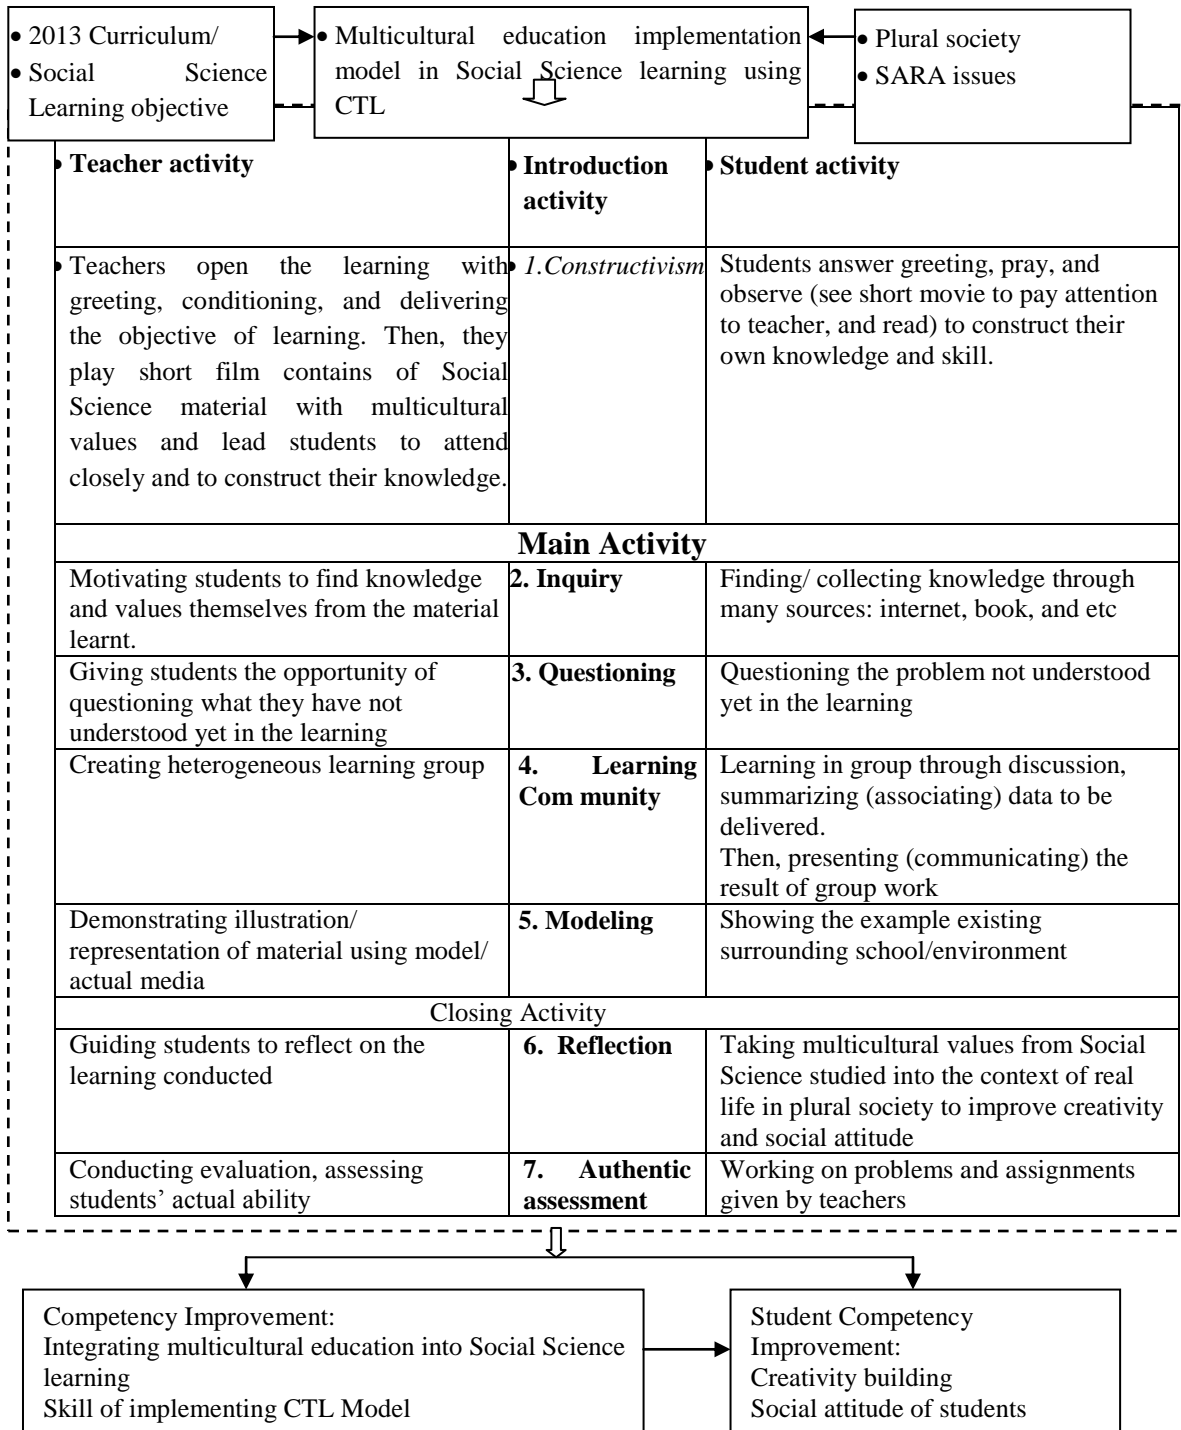 • 2013 Curriculum/
• Social Science
Learning objective
• Multicultural education implementation
model in Social Science learning using
CTL
• Plural society
• SARA issues
• Teacher activity
• Introduction
activity
• Student activity
• Teachers open the learning with
greeting, conditioning, and delivering
the objective of learning. Then, they
play short film contains of Social
Science material with multicultural
values and lead students to attend
closely and to construct their knowledge.
• 1.Constructivism
Students answer greeting, pray, and
observe (see short movie to pay attention
to teacher, and read) to construct their
own knowledge and skill.
Main Activity
Motivating students to find knowledge
and values themselves from the material
learnt.
2. Inquiry
Finding/ collecting knowledge through
many sources: internet, book, and etc
Giving students the opportunity of
questioning what they have not
understood yet in the learning
3. Questioning
Questioning the problem not understood
yet in the learning
Creating heterogeneous learning group
4. Learning
Com munity
Learning in group through discussion,
summarizing (associating) data to be
delivered.
Then, presenting (communicating) the
result of group work
Demonstrating illustration/
representation of material using model/
actual media
5. Modeling
Showing the example existing
surrounding school/environment
Closing Activity
Guiding students to reflect on the
learning conducted
6. Reflection
Taking multicultural values from Social
Science studied into the context of real
life in plural society to improve creativity
and social attitude
Conducting evaluation, assessing
students’ actual ability
7. Authentic
assessment
Working on problems and assignments
given by teachers
Competency Improvement:
Integrating multicultural education into Social Science
learning
Skill of implementing CTL Model
Student Competency
Improvement:
Creativity building
Social attitude of students